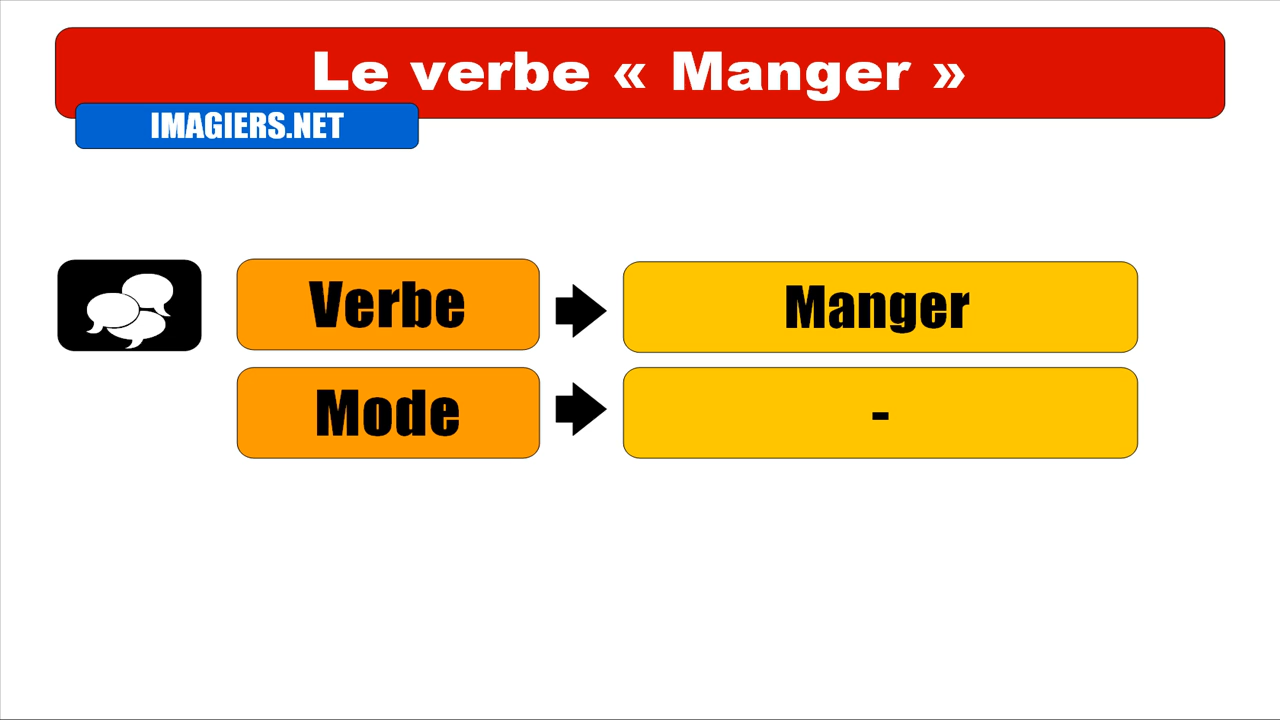 Le verbe « Manger »
IMAGIERS.NET
Verbe
Manger
Mode
-